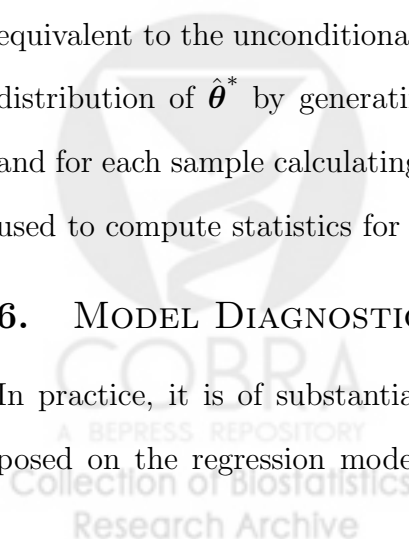 equivalent to the unconditiona
distribution of θ̂* by generati
and for each sample calculating
used to compute statistics for
6. MODEL DIAGNOSTIC
In practice, it is of substantia
posed on the regression mode
COBRA
A BEPRESS REPOSITORY
Collection of Biostatistics
Research Archive